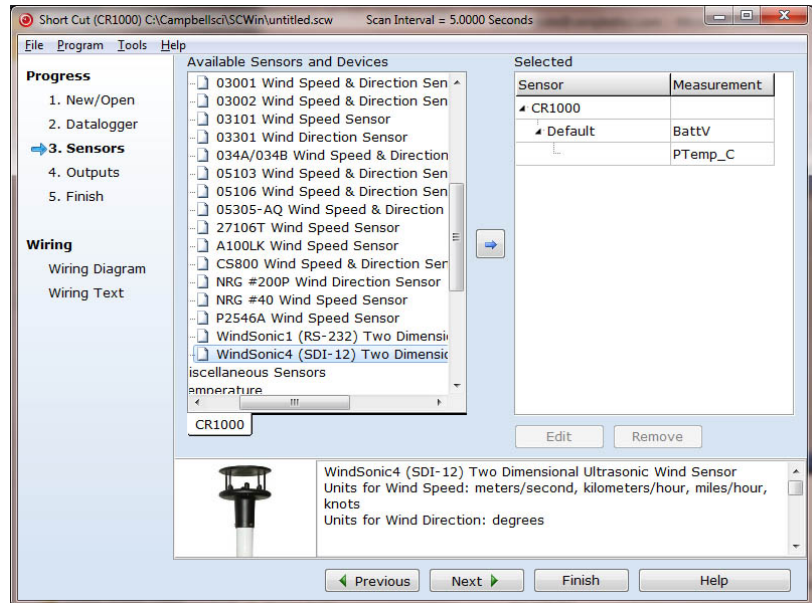 Short Cut (CR1000) C:\Campbellsci\SCWin\untitled.scw Scan Interval = 5.0000 Seconds
File Program Tools Help
Progress
1. New/Open
2. Datalogger
3. Sensors
4. Outputs
5. Finish
Wiring
Wiring Diagram
Wiring Text
Available Sensors and Devices
03001 Wind Speed & Direction Sen
03002 Wind Speed & Direction Sen
03101 Wind Speed Sensor
03301 Wind Direction Sensor
034A/034B Wind Speed & Direction
05103 Wind Speed & Direction Sen
05106 Wind Speed & Direction Sen
05305-AQ Wind Speed & Direction
27106T Wind Speed Sensor
A100LK Wind Speed Sensor
CS800 Wind Speed & Direction Ser
NRG #200P Wind Direction Sensor
NRG #40 Wind Speed Sensor
P2546A Wind Speed Sensor
WindSonic1 (RS-232) Two Dimensi
WindSonic4 (SDI-12) Two Dimensic
iscellaneous Sensors
emperature
CR1000
Selected
Sensor Measurement
CR1000
Default BattV
PTemp_C
Edit Remove
WindSonic4 (SDI-12) Two Dimensional Ultrasonic Wind Sensor
Units for Wind Speed: meters/second, kilometers/hour, miles/hour,
knots
Units for Wind Direction: degrees
Previous Next Finish Help